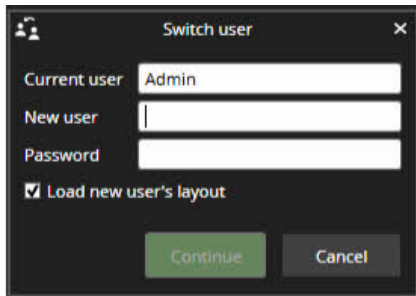 Switch user
Current user Admin
New user
Password
Load new user's layout
Continue Cancel